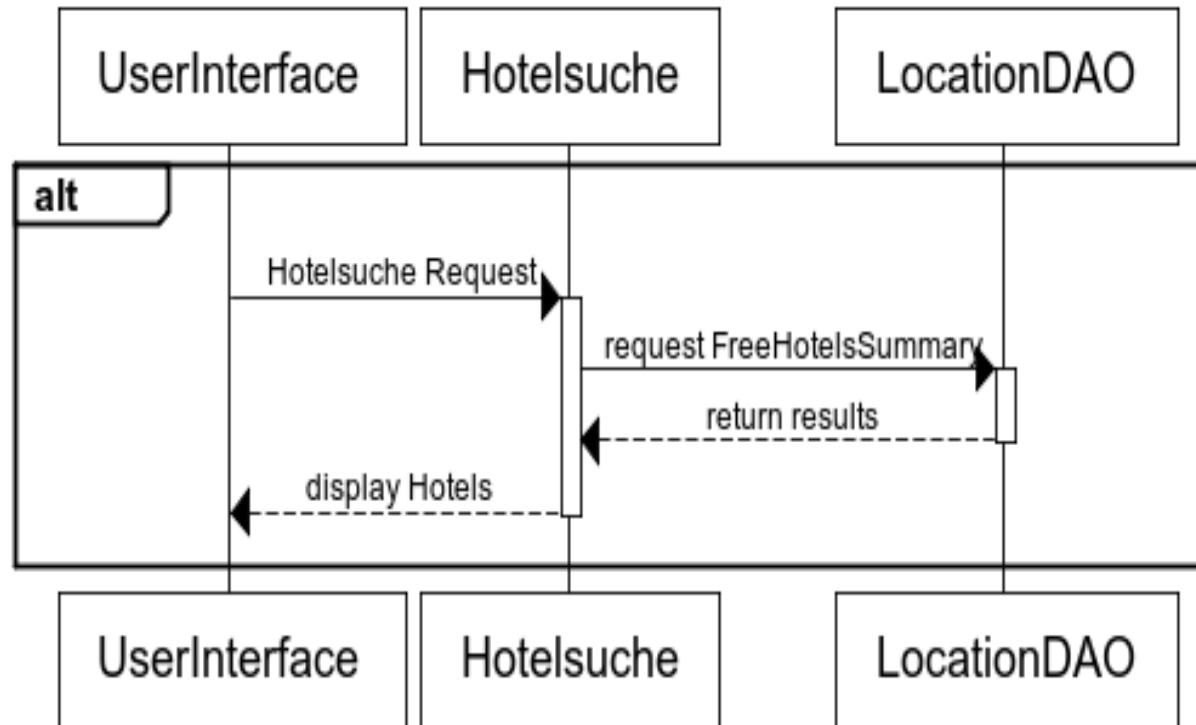 UserInterface
Hotelsuche
LocationDAO
alt
Hotelsuche Request
request FreeHotelsSummary
return results
display Hotels
UserInterface
Hotelsuche
LocationDAO